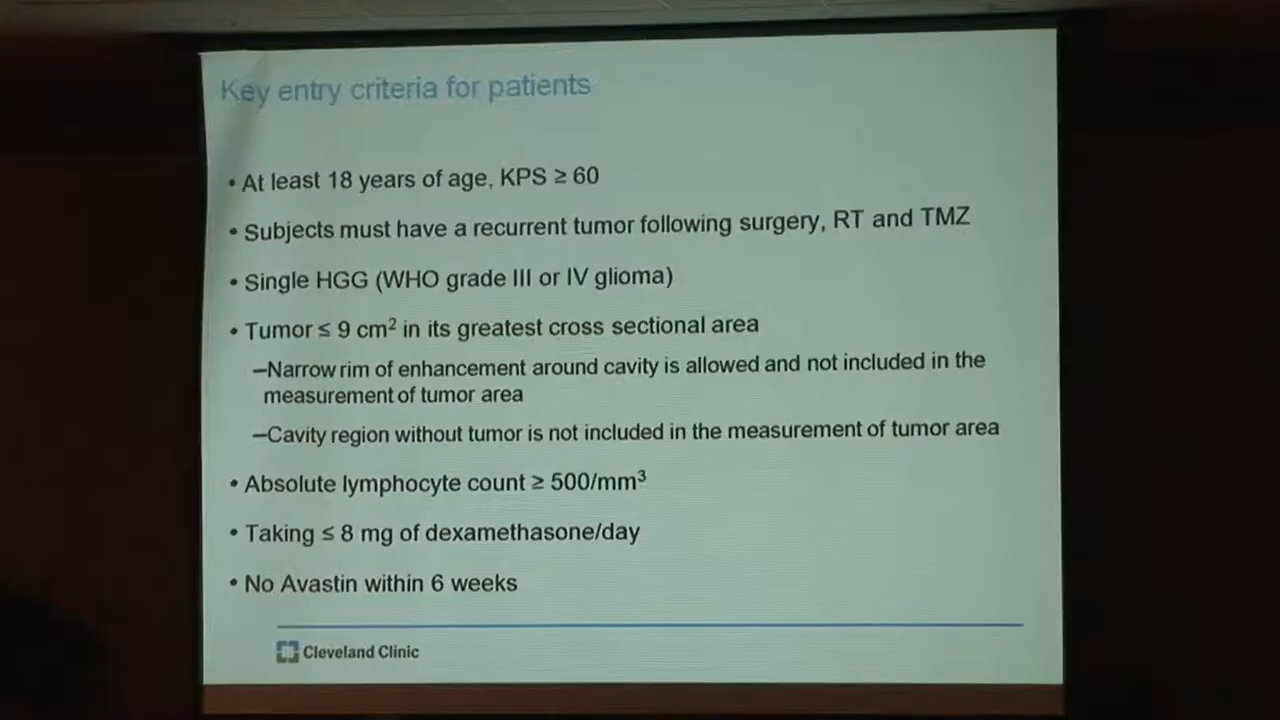 Key entry criteria for patients
• At least 18 years of age, KPS ≥ 60
• Subjects must have a recurrent tumor following surgery, RT and TMZ
• Single HGG (WHO grade III or IV glioma)
• Tumor ≤ 9 cm² in its greatest cross sectional area
–Narrow rim of enhancement around cavity is allowed and not included in the
measurement of tumor area
–Cavity region without tumor is not included in the measurement of tumor area
• Absolute lymphocyte count ≥ 500/mm³
• Taking ≤ 8 mg of dexamethasone/day
• No Avastin within 6 weeks
Cleveland Clinic